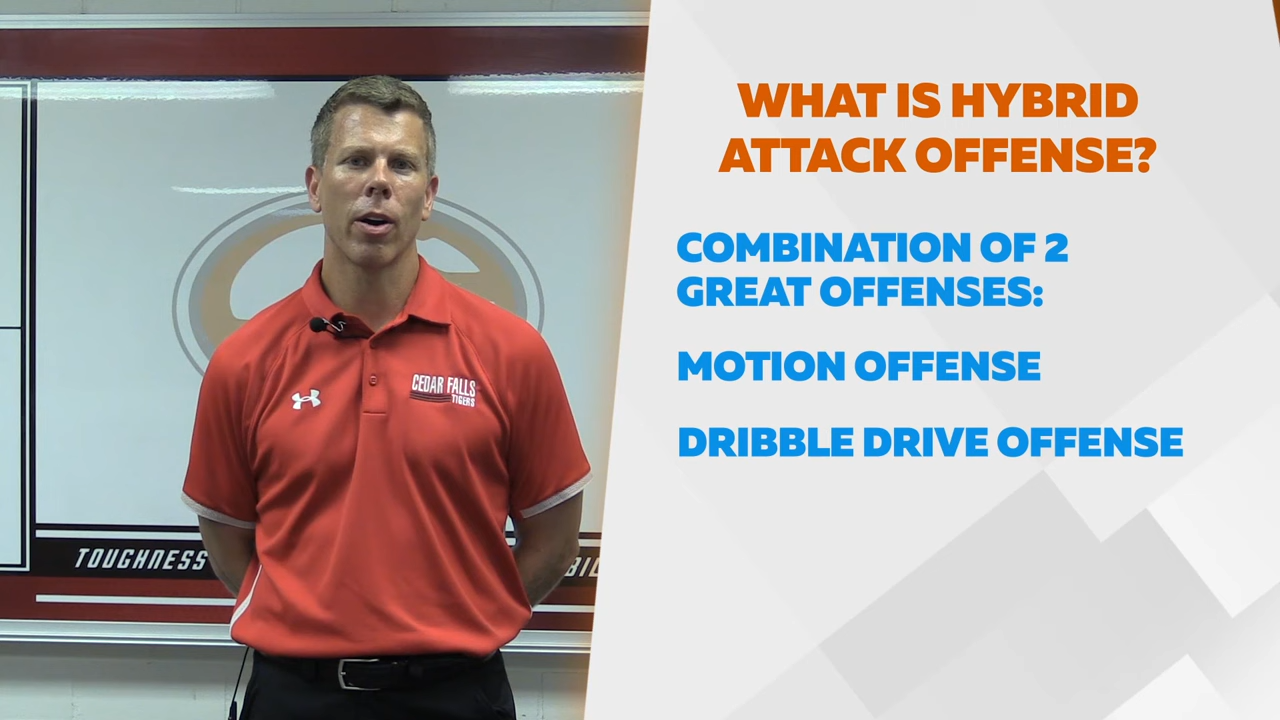 WHAT IS HYBRID
ATTACK OFFENSE?
COMBINATION OF 2
GREAT OFFENSES:
MOTION OFFENSE
DRIBBLE DRIVE OFFENSE
CEDAR FALLS
TIGERS
TOUGHNESS